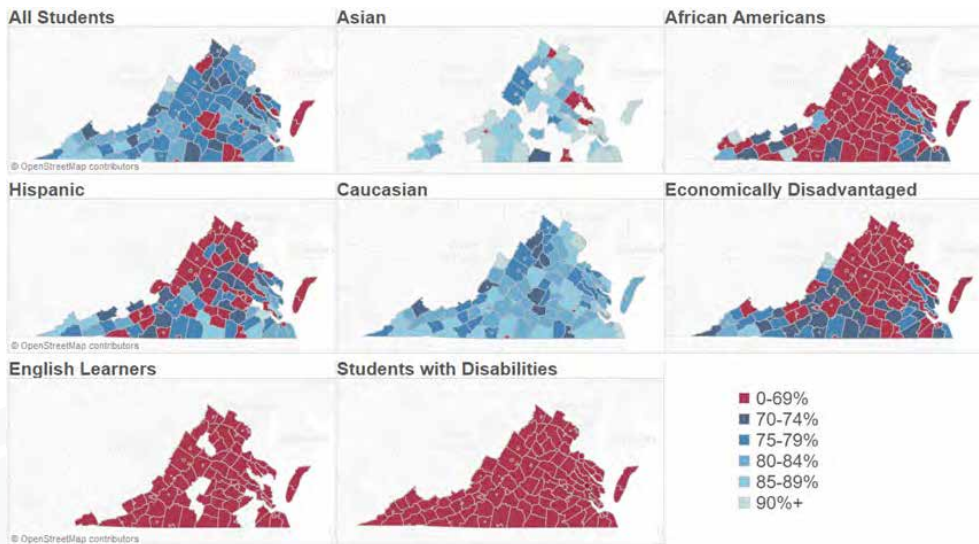 All Students
Asian
African Americans
© OpenStreetMap contributors
Hispanic
Caucasian
Economically Disadvantaged
© OpenStreetMap contributors
English Learners
Students with Disabilities
0-69%
70-74%
75-79%
80-84%
85-89%
90%+
© OpenStreetMap contributors